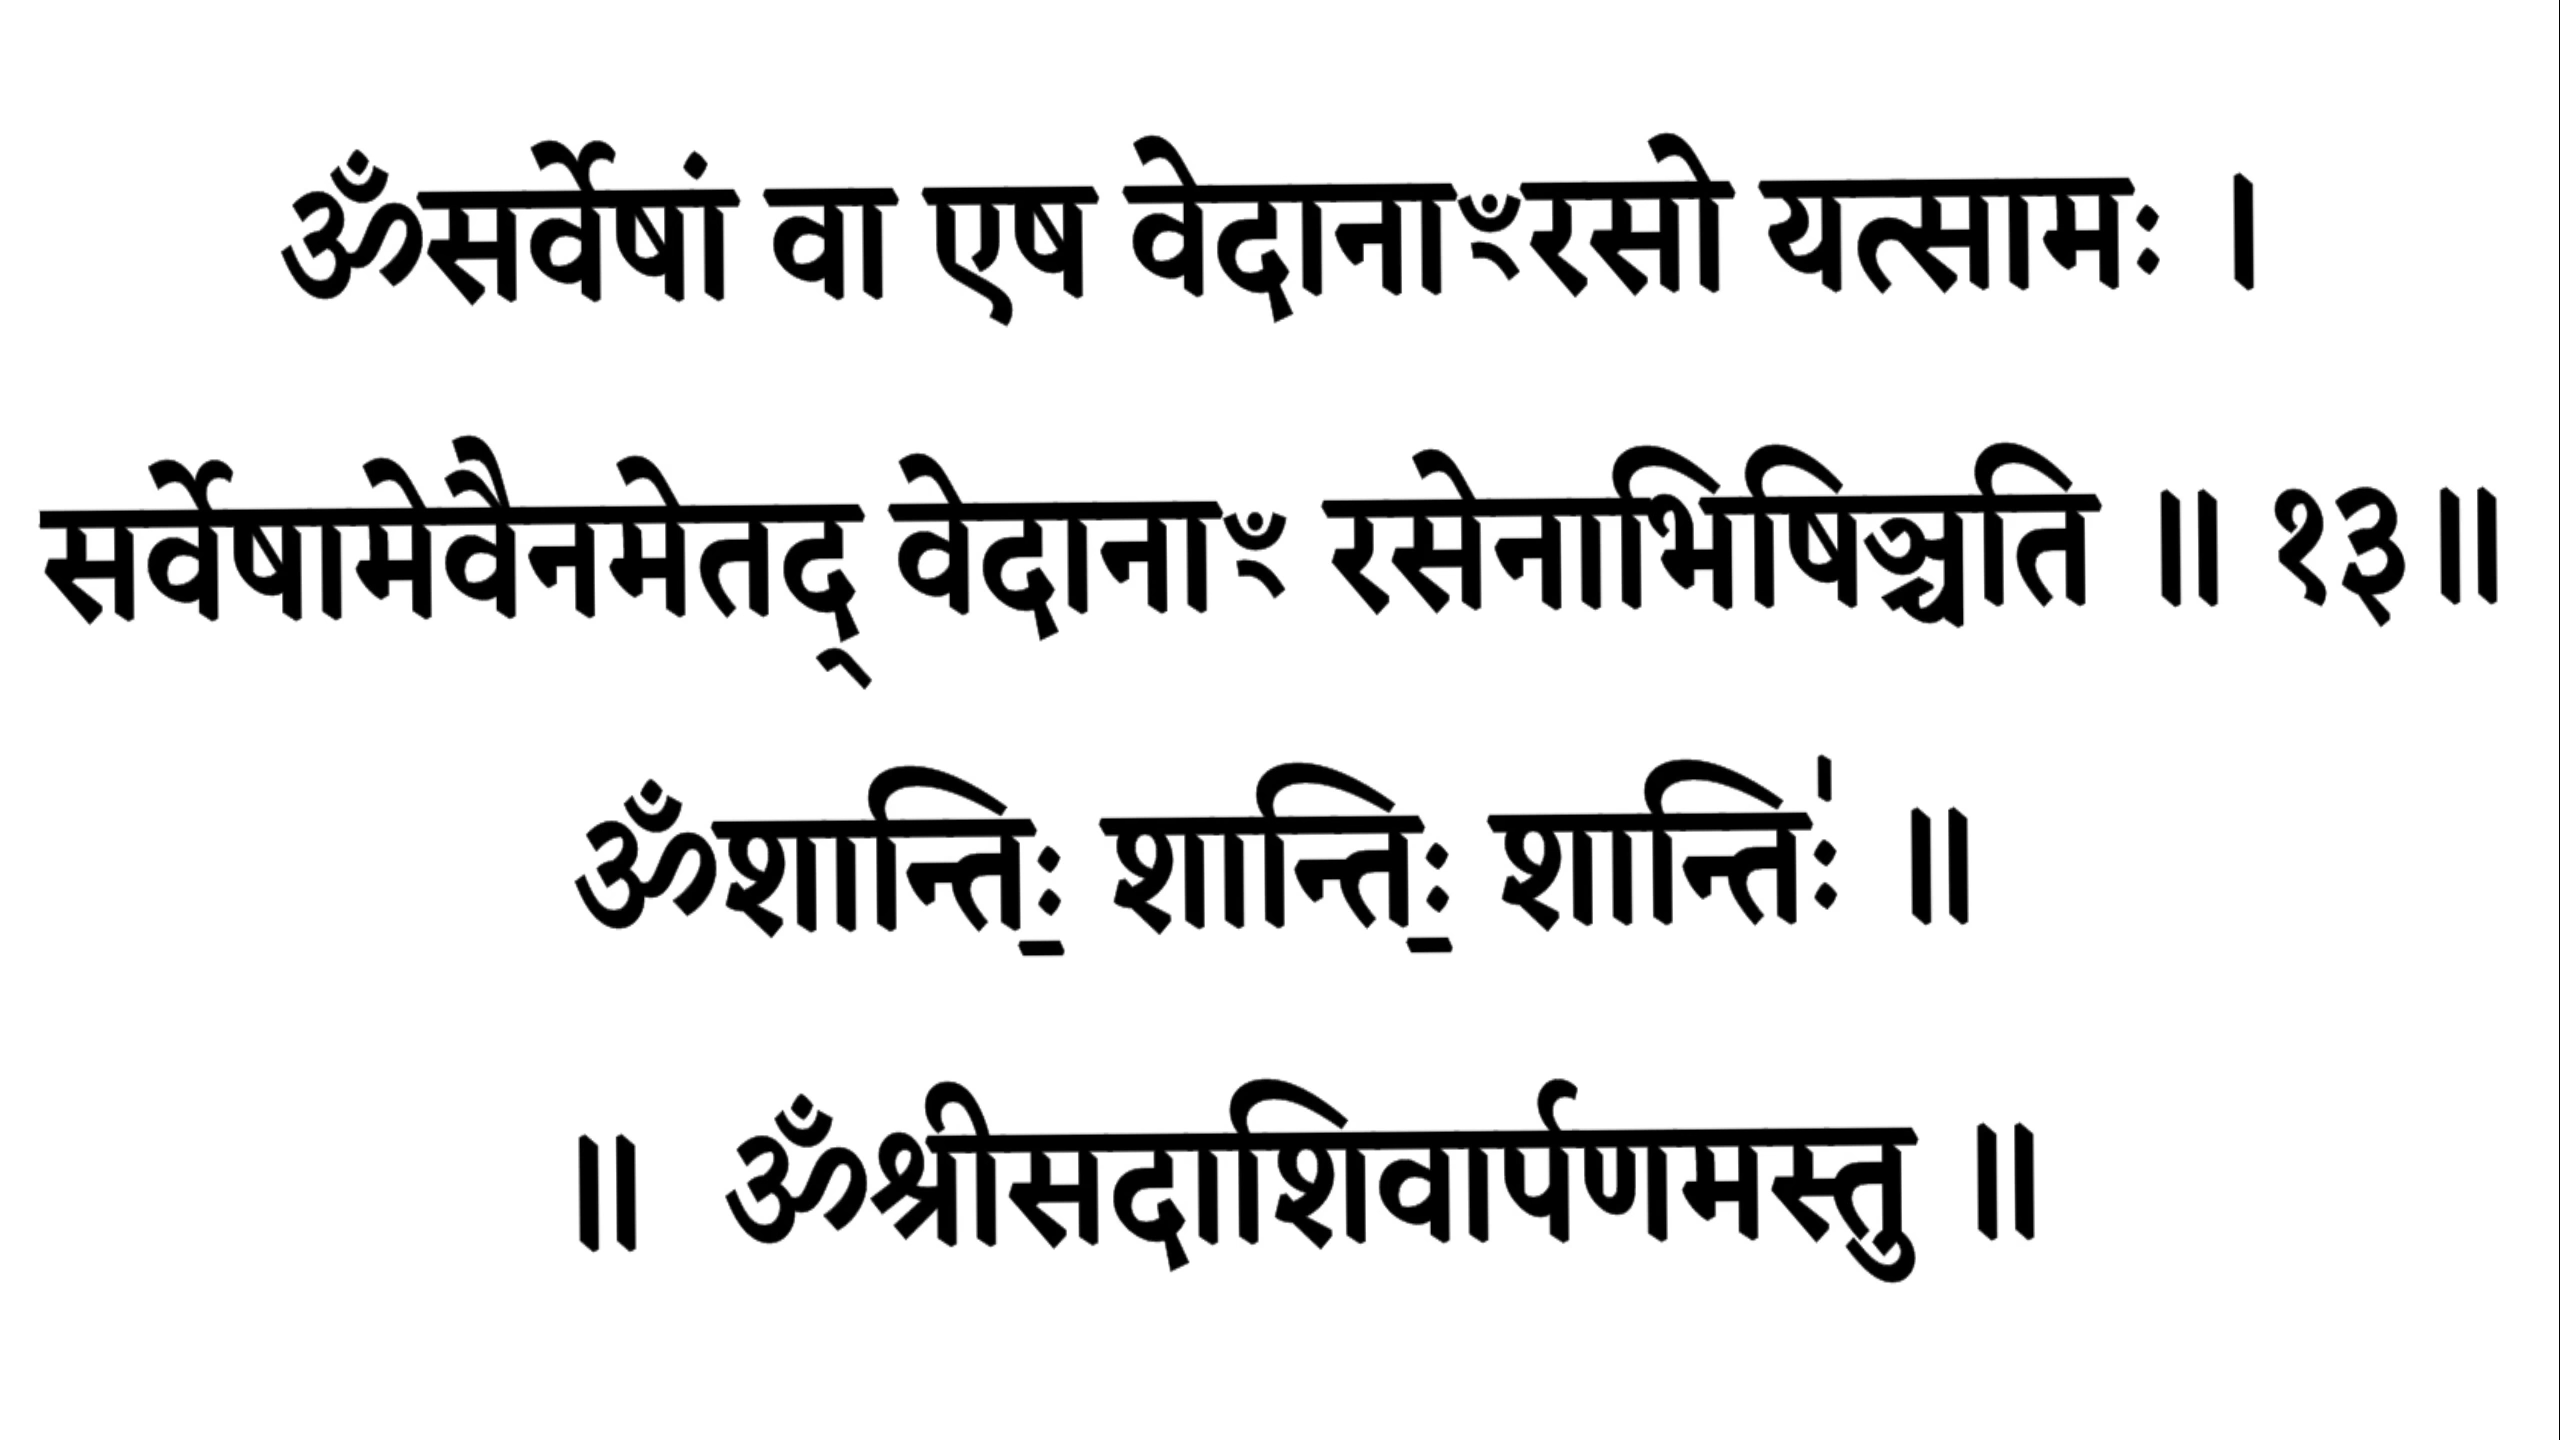 ॐसर्वेषां वा एष वेदानाꣳरसो यत्सामः ।
सर्वेषामेवैनमेतद् वेदानाꣳ रसेनाभिषिञ्चति ॥ १३॥
ॐशान्तिः॒ शान्तिः॒ शान्तिः॑ ॥
॥ ॐश्रीसदाशिवार्पणमस्तु ॥